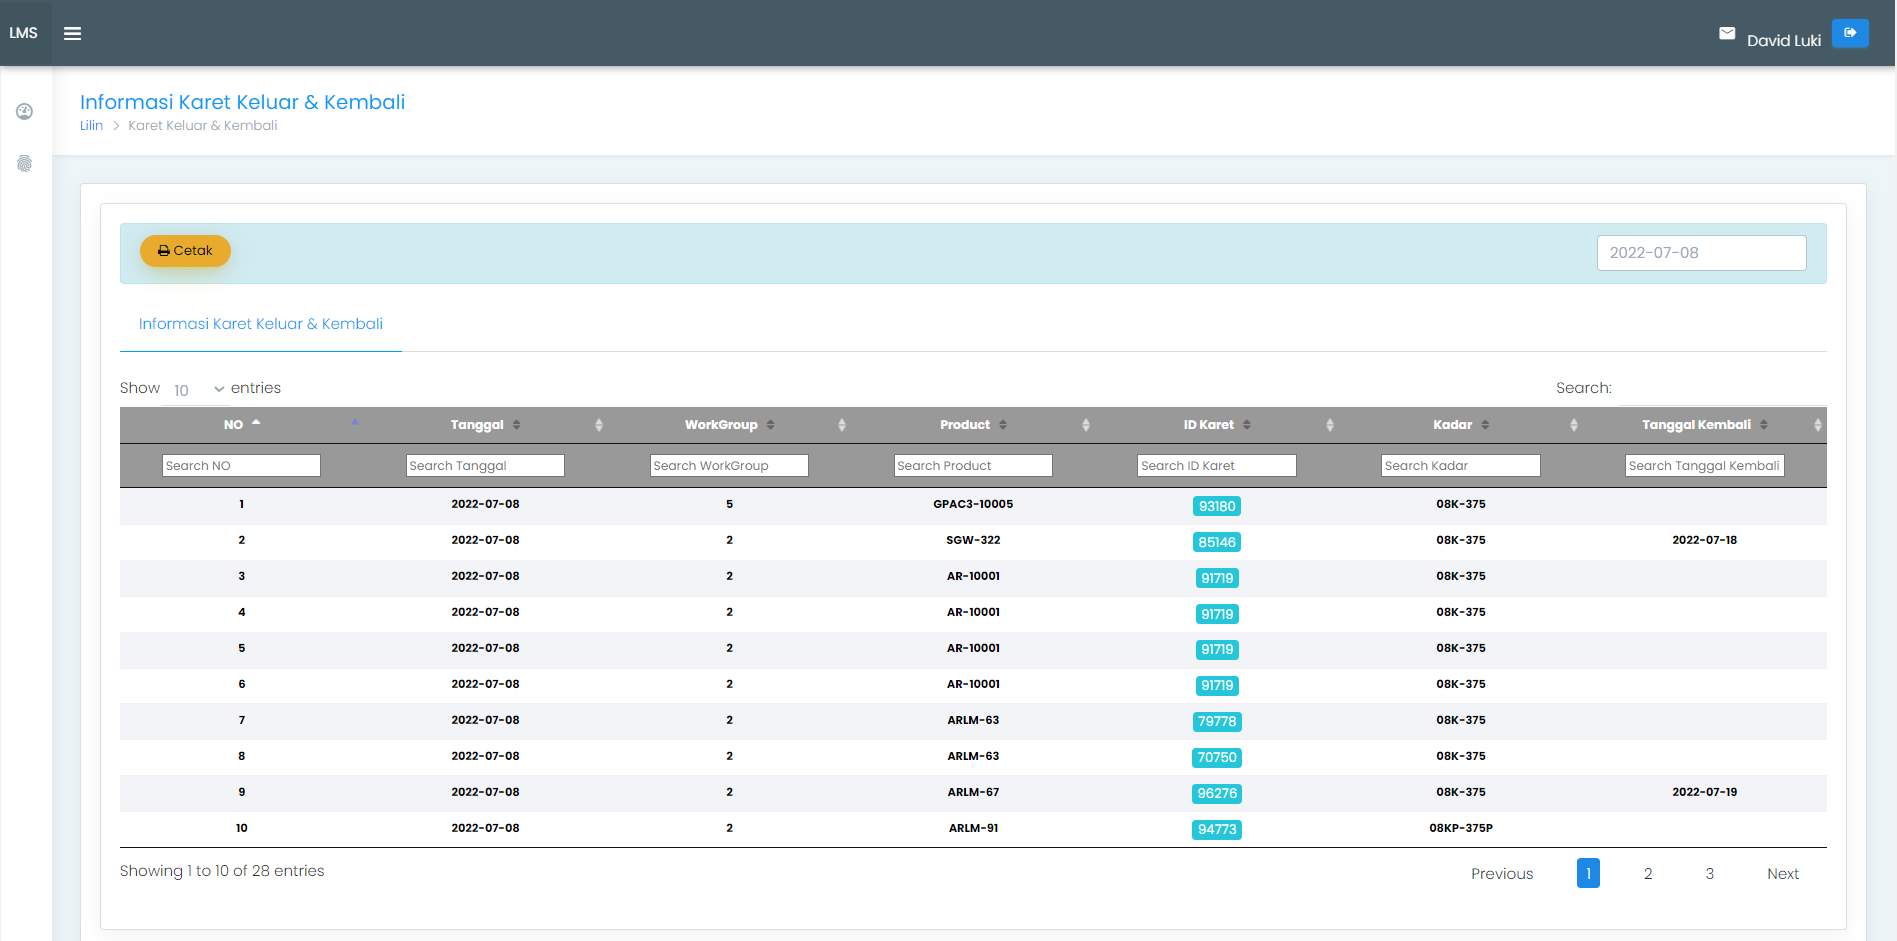 LMS
David Luki
Informasi Karet Keluar & Kembali
Lilin > Karet Keluar & Kembali
Cetak
2022-07-08
Informasi Karet Keluar & Kembali
Show 10 entries
Search:
NO Tanggal WorkGroup Product ID Karet Kadar Tanggal Kembali
Search NO Search Tanggal Search WorkGroup Search Product Search ID Karet Search Kadar Search Tanggal Kembali
1 2022-07-08 5 GPAC3-10005 93180 08K-375
2 2022-07-08 2 SGW-322 85146 08K-375 2022-07-18
3 2022-07-08 2 AR-10001 91719 08K-375
4 2022-07-08 2 AR-10001 91719 08K-375
5 2022-07-08 2 AR-10001 91719 08K-375
6 2022-07-08 2 AR-10001 91719 08K-375
7 2022-07-08 2 ARLM-63 79778 08K-375
8 2022-07-08 2 ARLM-63 70750 08K-375
9 2022-07-08 2 ARLM-67 96276 08K-375 2022-07-19
10 2022-07-08 2 ARLM-91 94773 08KP-375P
Showing 1 to 10 of 28 entries
Previous 1 2 3 Next